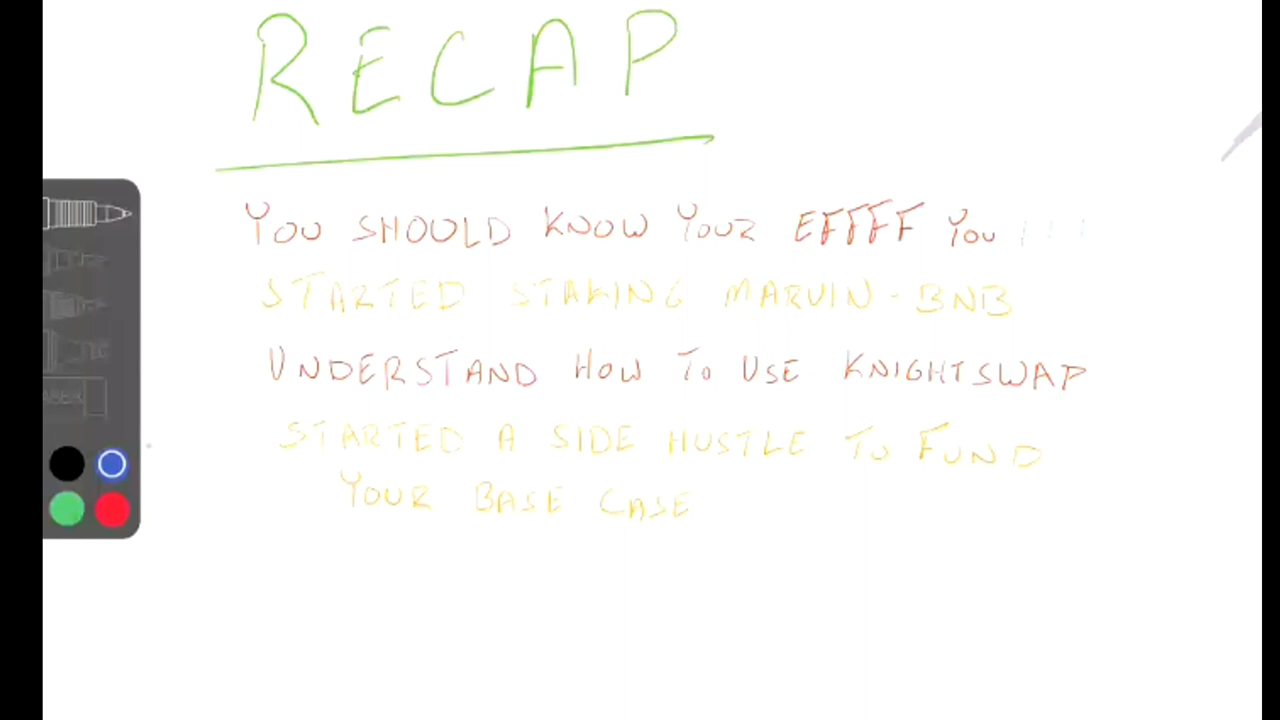 RECAP
YOU SHOULD KNOW YOUR EFFFF YOU !!!
STARTED STAKING MARVIN-BNB
UNDERSTAND HOW TO USE KNIGHTSWAP
STARTED A SIDE HUSTLE TO FUND
YOUR BASE CASE